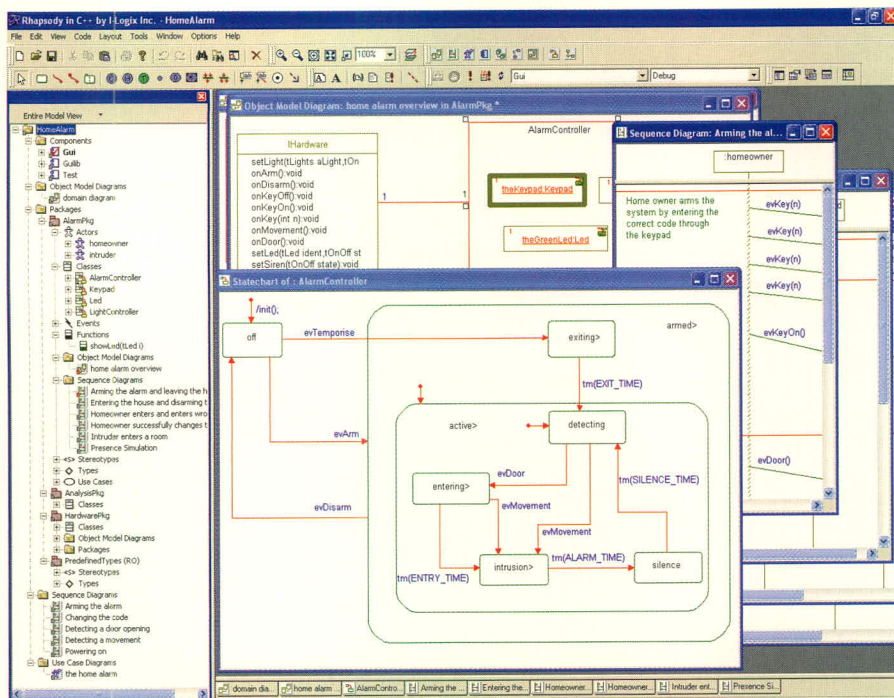 Rhapsody in C++ by I-Logix Inc. - HomeAlarm
File Edit View Code Layout Tools Window Options Help
100%
Gui
Debug
Entire Model View
HomeAlarm
Components
Gui
Guilib
Test
Object Model Diagrams
domain diagram
Packages
AlarmPkg
Actors
homeowner
intruder
Classes
AlarmController
Keypad
Led
LightController
Events
Functions
showLed(tLed i)
Object Model Diagrams
home alarm overview
Sequence Diagrams
Arming the alarm and leaving the h
Entering the house and disarming t
Homeowner enters and enters wro
Homeowner successfully changes t
Intruder enters a room
Presence Simulation
<s> Stereotypes
Types
Use Cases
AnalysisPkg
Classes
HardwarePkg
Classes
Object Model Diagrams
Packages
PredefinedTypes (RO)
<s> Stereotypes
Types
Sequence Diagrams
Arming the alarm
Changing the code
Detecting a door opening
Detecting a movement
Powering on
Use Case Diagrams
the home alarm
Object Model Diagram: home alarm overview in AlarmPkg *
IHardware
setLight(tLights aLight,tOn
onArm():void
onDisarm():void
onKeyOff():void
onKeyOn():void
onKey(int n):void
onMovement():void
onDoor():void
setLed(tLed ident,tOnOff st
setSiren(tOnOff state):void
1
1
AlarmController
1
theKeypad:Keypad
1
theGreenLed:Led
Sequence Diagram: Arming the al...
:homeowner
Home owner arms the
system by entering the
correct code through
the keypad
evKey(n)
evKey(n)
evKey(n)
evKey(n)
evKeyOn()
evDoor()
Statechart of : AlarmController
/init();
off
evTemporise
exiting>
armed>
tm(EXIT_TIME)
active>
detecting
evArm
evDoor
tm(SILENCE_TIME)
entering>
evDisarm
evMovement
evMovement
tm(ALARM_TIME)
intrusion>
silence
tm(ENTRY_TIME)
domain dia...
home alarm ...
AlarmContro...
Arming the ...
Entering the...
Homeowner...
Homeowner...
Intruder ent...
Presence Si...